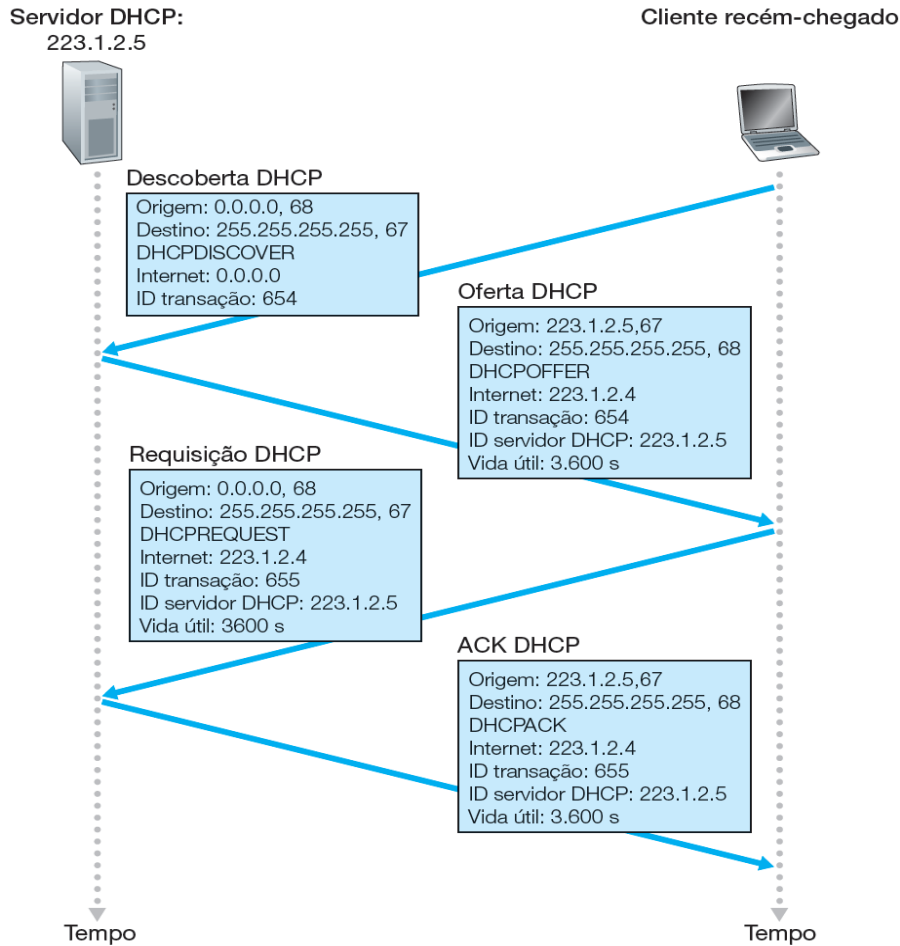 Servidor DHCP:
223.1.2.5
Cliente recém-chegado
Descoberta DHCP
Origem: 0.0.0.0, 68
Destino: 255.255.255.255, 67
DHCPDISCOVER
Internet: 0.0.0.0
ID transação: 654
Oferta DHCP
Origem: 223.1.2.5,67
Destino: 255.255.255.255, 68
DHCPOFFER
Internet: 223.1.2.4
ID transação: 654
ID servidor DHCP: 223.1.2.5
Vida útil: 3.600 s
Requisição DHCP
Origem: 0.0.0.0, 68
Destino: 255.255.255.255, 67
DHCPREQUEST
Internet: 223.1.2.4
ID transação: 655
ID servidor DHCP: 223.1.2.5
Vida útil: 3600 s
ACK DHCP
Origem: 223.1.2.5,67
Destino: 255.255.255.255, 68
DHCPACK
Internet: 223.1.2.4
ID transação: 655
ID servidor DHCP: 223.1.2.5
Vida útil: 3.600 s
Tempo
Tempo